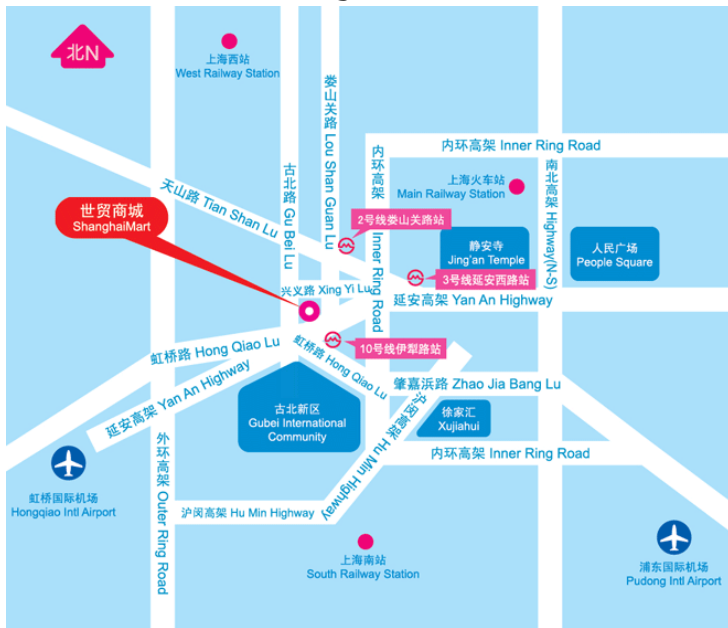 北N
上海西站
West Railway Station
娄山关路 Lou Shan Guan Lu
古北路 Gu Bei Lu
内环高架 Inner Ring Road
内环高架 Inner Ring Road
南北高架 Highway(N-S)
上海火车站
Main Railway Station
天山路 Tian Shan Lu
世贸商城
ShanghaiMart
2号线娄山关路站
静安寺
Jing'an Temple
人民广场
People Square
3号线延安西路站
兴义路 Xing Yi Lu
延安高架 Yan An Highway
10号线伊犁路站
虹桥路 Hong Qiao Lu
虹桥路 Hong Qiao Lu
延安高架 Yan An Highway
肇嘉浜路 Zhao Jia Bang Lu
古北新区
Gubei International
Community
徐家汇
Xujiahui
沪闵高架 Hu Min Highway
外环高架 Outer Ring Road
内环高架 Inner Ring Road
虹桥国际机场
Hongqiao Intl Airport
沪闵高架 Hu Min Highway
上海南站
South Railway Station
浦东国际机场
Pudong Intl Airport